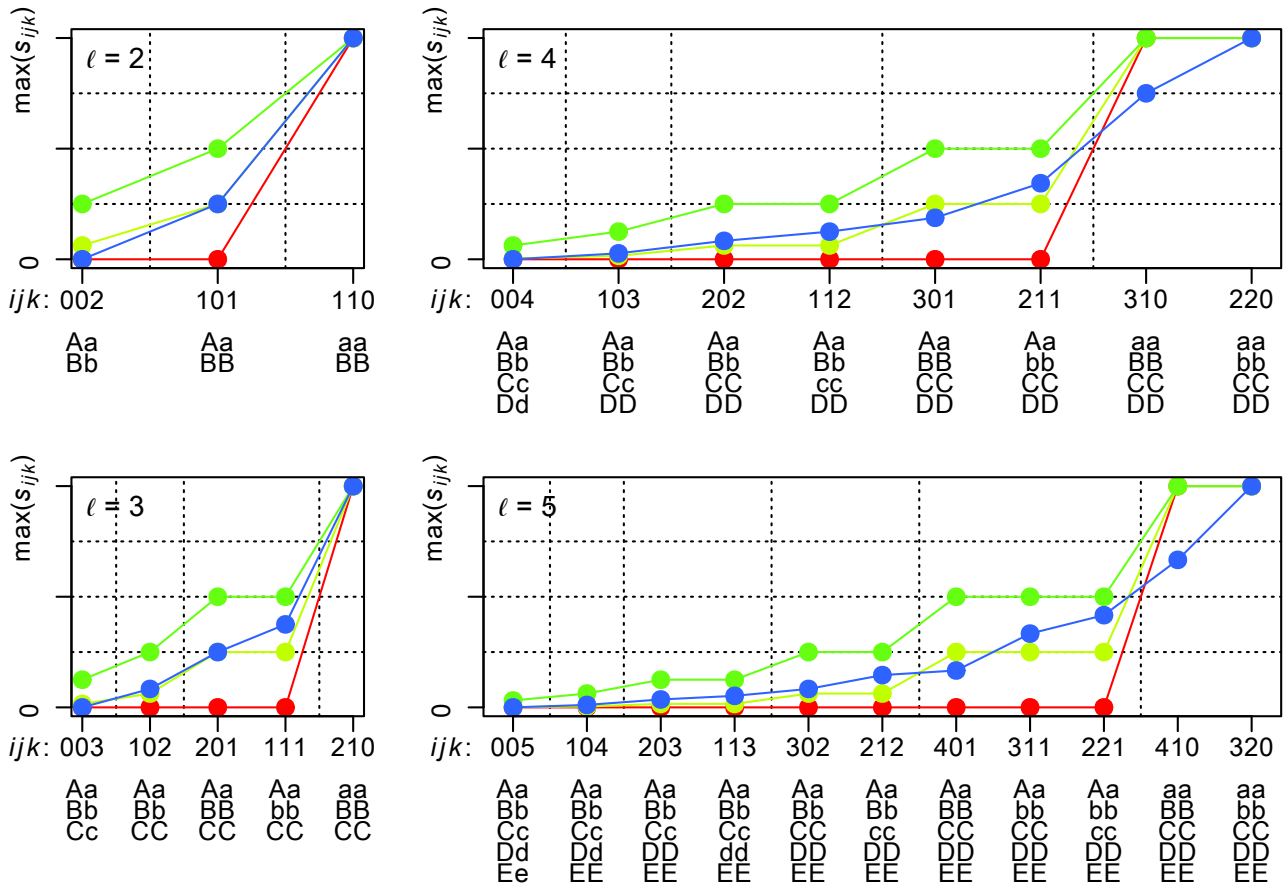 ℓ = 2
max(s_ijk)
0
ijk: 002 101 110
Aa Aa aa
Bb BB BB
ℓ = 4
max(s_ijk)
0
ijk: 004 103 202 112 301 211 310 220
Aa Aa Aa Aa Aa Aa aa aa
Bb Bb Bb Bb BB bb BB bb
Cc Cc CC cc CC CC CC CC
Dd DD DD DD DD DD DD DD
ℓ = 3
max(s_ijk)
0
ijk: 003 102 201 111 210
Aa Aa Aa Aa aa
Bb Bb BB bb BB
Cc CC CC CC CC
ℓ = 5
max(s_ijk)
0
ijk: 005 104 203 113 302 212 401 311 221 410 320
Aa Aa Aa Aa Aa Aa Aa Aa Aa aa aa
Bb Bb Bb Bb Bb Bb BB bb bb BB bb
Cc Cc Cc Cc CC cc CC CC cc CC CC
Dd Dd DD dd DD DD DD DD DD DD DD
Ee EE EE EE EE EE EE EE EE EE EE